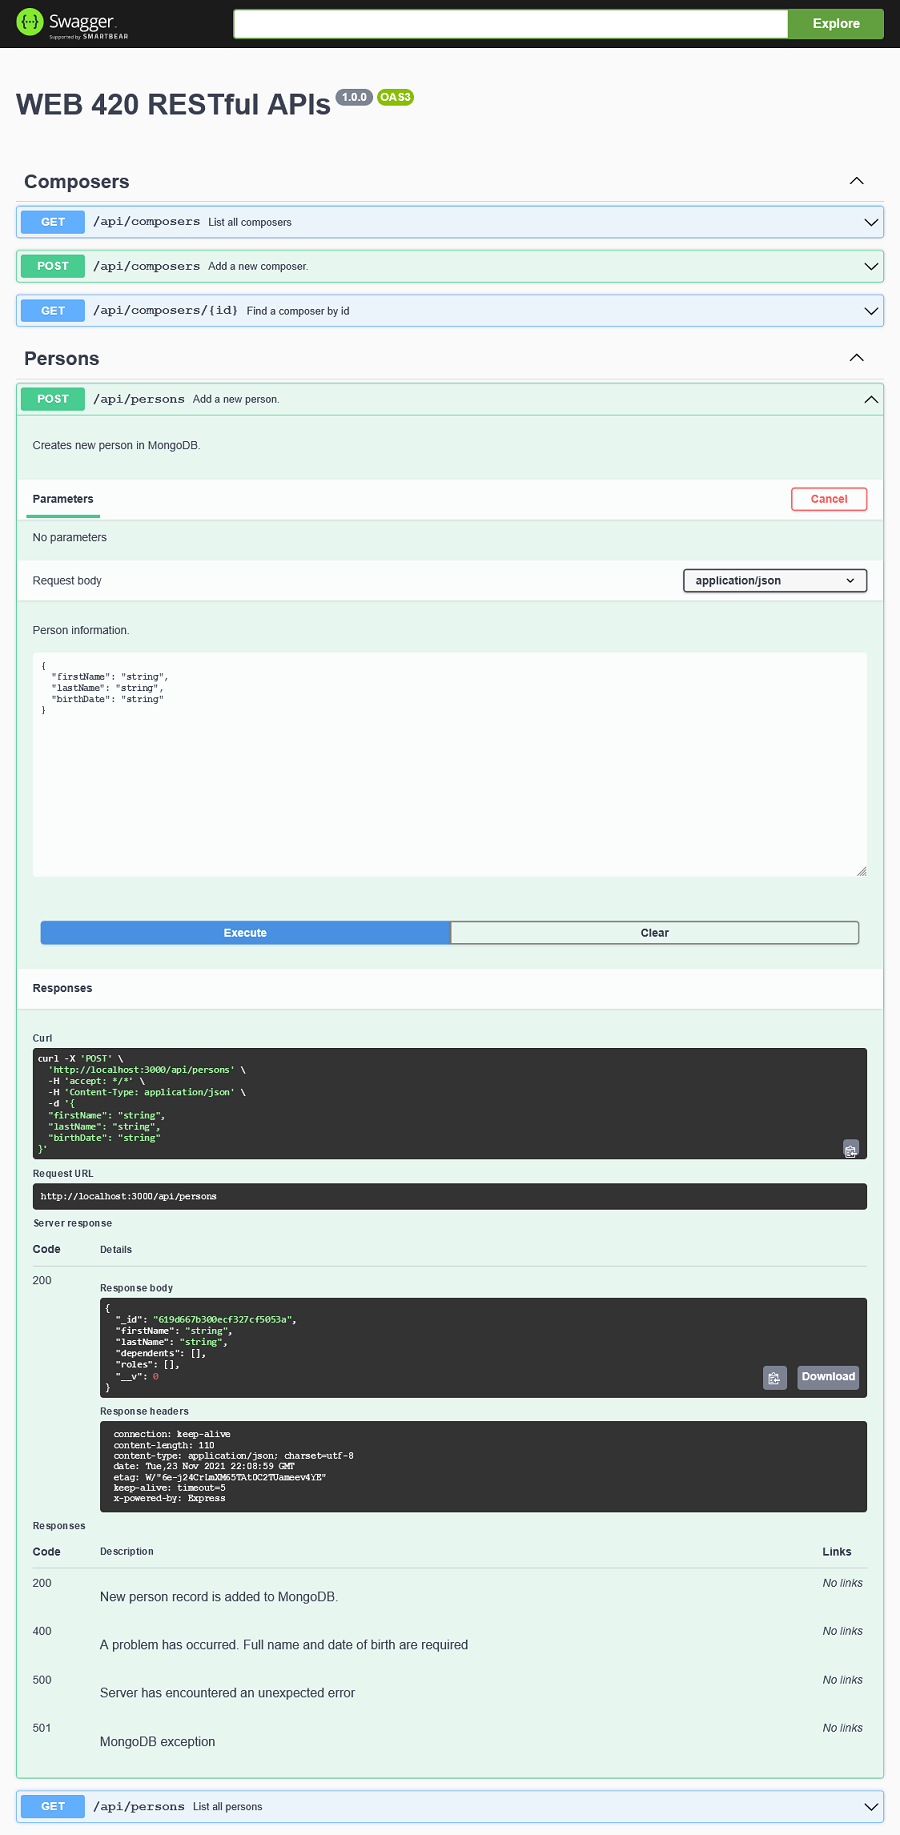 Swagger
Supported by SMARTBEAR
Explore
WEB 420 RESTful APIs 1.0.0 OAS3
Composers
GET /api/composers List all composers
POST /api/composers Add a new composer.
GET /api/composers/{id} Find a composer by id
Persons
POST /api/persons Add a new person.
Creates new person in MongoDB.
Parameters Cancel
No parameters
Request body application/json
Person information.
{
"firstName": "string",
"lastName": "string",
"birthDate": "string"
}
Execute Clear
Responses
Curl
curl -X 'POST' \
'http://localhost:3000/api/persons' \
-H 'accept: */*' \
-H 'Content-Type: application/json' \
-d '{
"firstName": "string",
"lastName": "string",
"birthDate": "string"
}'
Request URL
http://localhost:3000/api/persons
Server response
Code Details
200
Response body
{
"_id": "619d667b300ecf327cf5053a",
"firstName": "string",
"lastName": "string",
"dependents": [],
"roles": [],
"__v": 0
}
Download
Response headers
connection: keep-alive
content-length: 110
content-type: application/json; charset=utf-8
date: Tue,23 Nov 2021 22:08:59 GMT
etag:
keep-alive: timeout=5
x-powered-by: Express
Responses
Code Description Links
200 No links
New person record is added to MongoDB.
400 No links
A problem has occurred. Full name and date of birth are required
500 No links
Server has encountered an unexpected error
501 No links
MongoDB exception
GET /api/persons List all persons